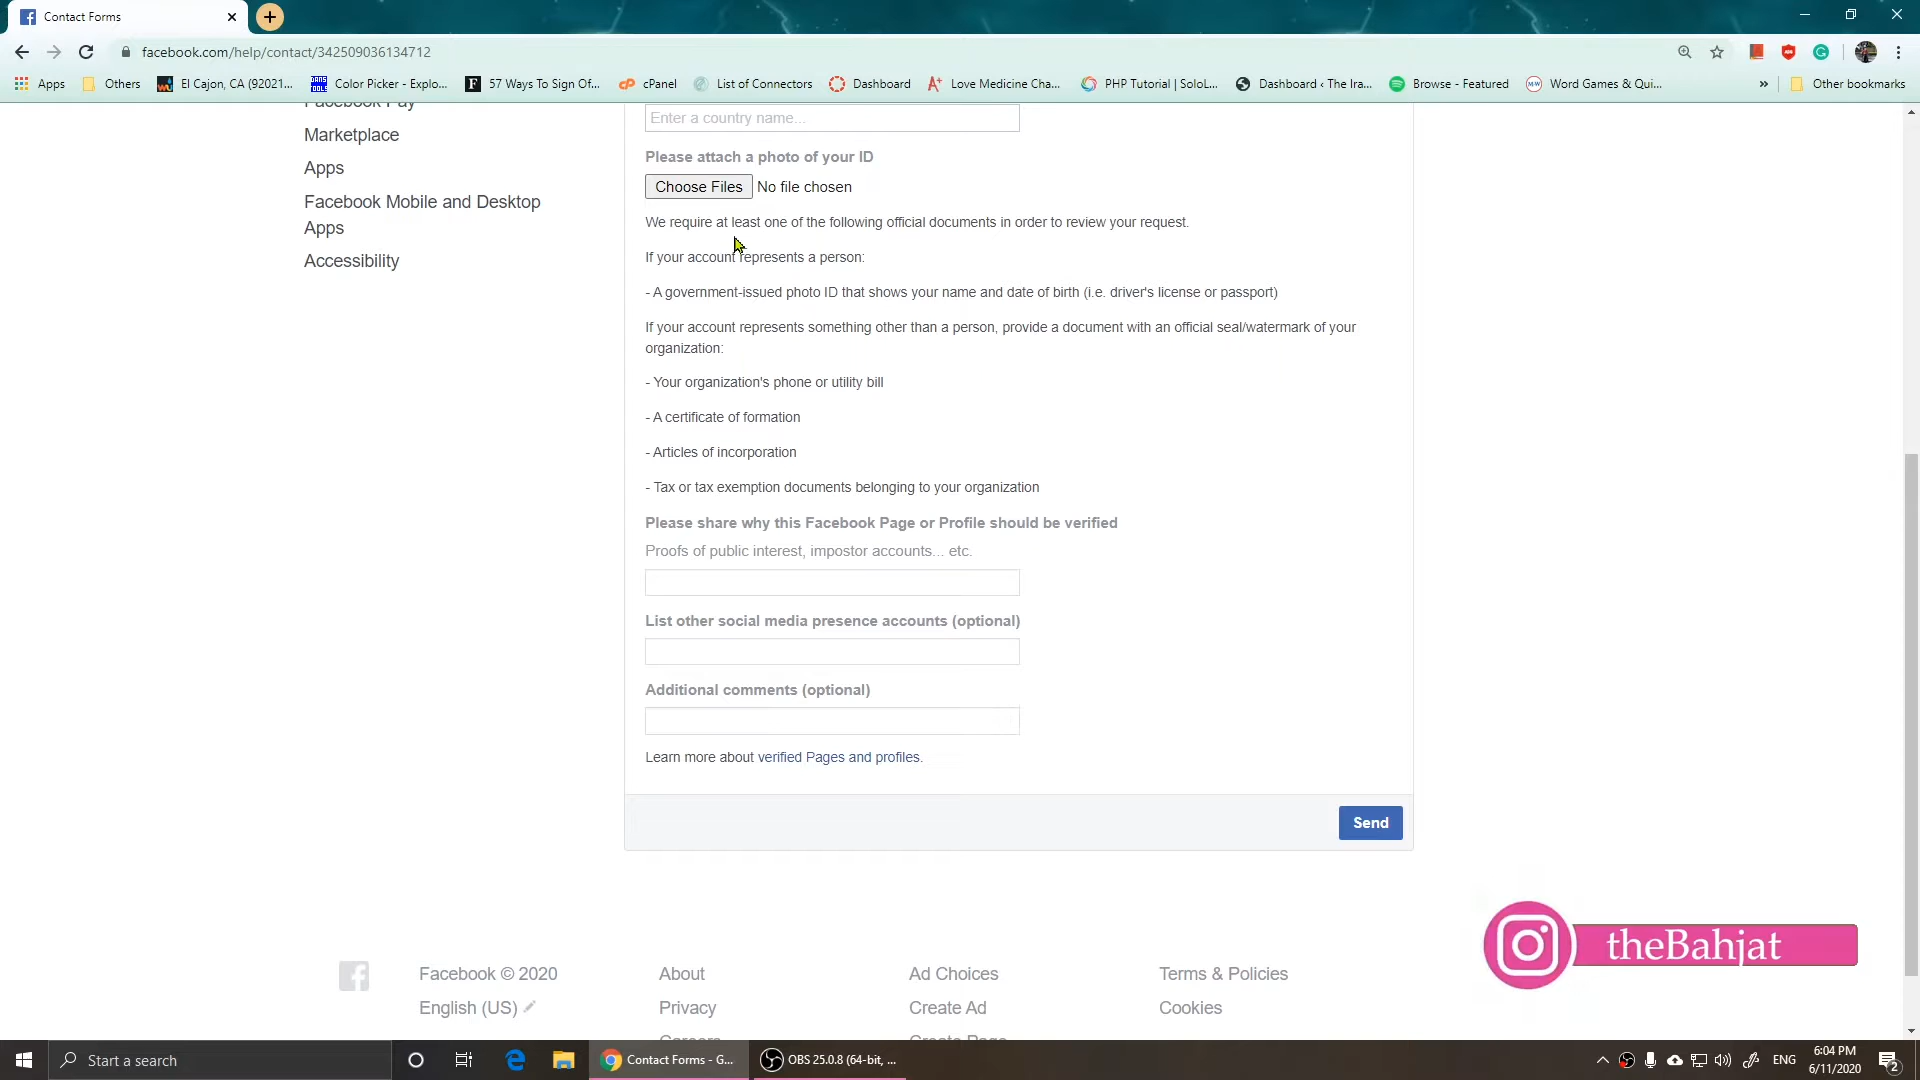 Contact Forms
facebook.com/help/contact/342509036134712
Apps
Others
El Cajon, CA (92021...
Color Picker - Explo...
57 Ways To Sign Of...
cPanel
List of Connectors
Dashboard
Love Medicine Cha...
PHP Tutorial | SoloL...
Dashboard ‹ The Ira...
Browse - Featured
Word Games & Qui...
»
Other bookmarks
Facebook Pay
Marketplace
Apps
Facebook Mobile and Desktop
Apps
Accessibility
Enter a country name...
Please attach a photo of your ID
Choose Files No file chosen
We require at least one of the following official documents in order to review your request.
If your account represents a person:
- A government-issued photo ID that shows your name and date of birth (i.e. driver's license or passport)
If your account represents something other than a person, provide a document with an official seal/watermark of your
organization:
- Your organization's phone or utility bill
- A certificate of formation
- Articles of incorporation
- Tax or tax exemption documents belonging to your organization
Please share why this Facebook Page or Profile should be verified
Proofs of public interest, impostor accounts... etc.
List other social media presence accounts (optional)
Additional comments (optional)
Learn more about verified Pages and profiles.
Send
theBahjat
Facebook © 2020
About
Ad Choices
Terms & Policies
English (US)
Privacy
Create Ad
Cookies
Careers
Create Page
Start a search
Contact Forms - G...
OBS 25.0.8 (64-bit, ...
ENG
6:04 PM
6/11/2020
2